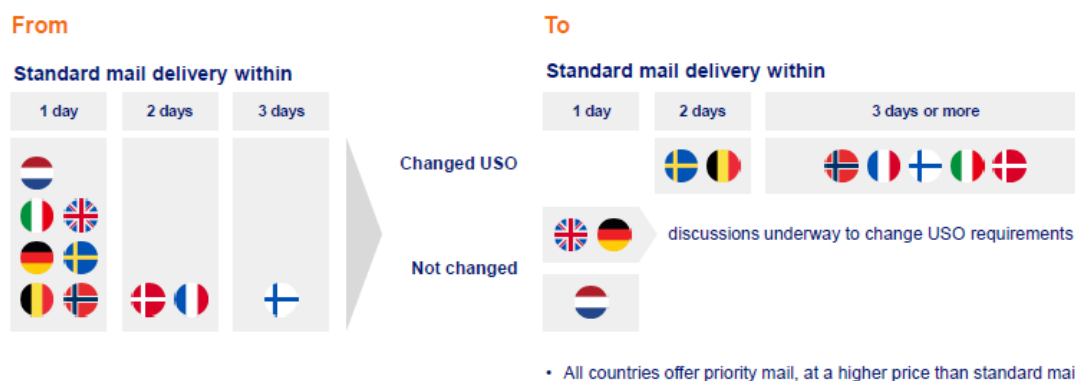 From
Standard mail delivery within
1 day
2 days
3 days
Changed USO
Not changed
To
Standard mail delivery within
1 day
2 days
3 days or more
discussions underway to change USO requirements
• All countries offer priority mail, at a higher price than standard mai